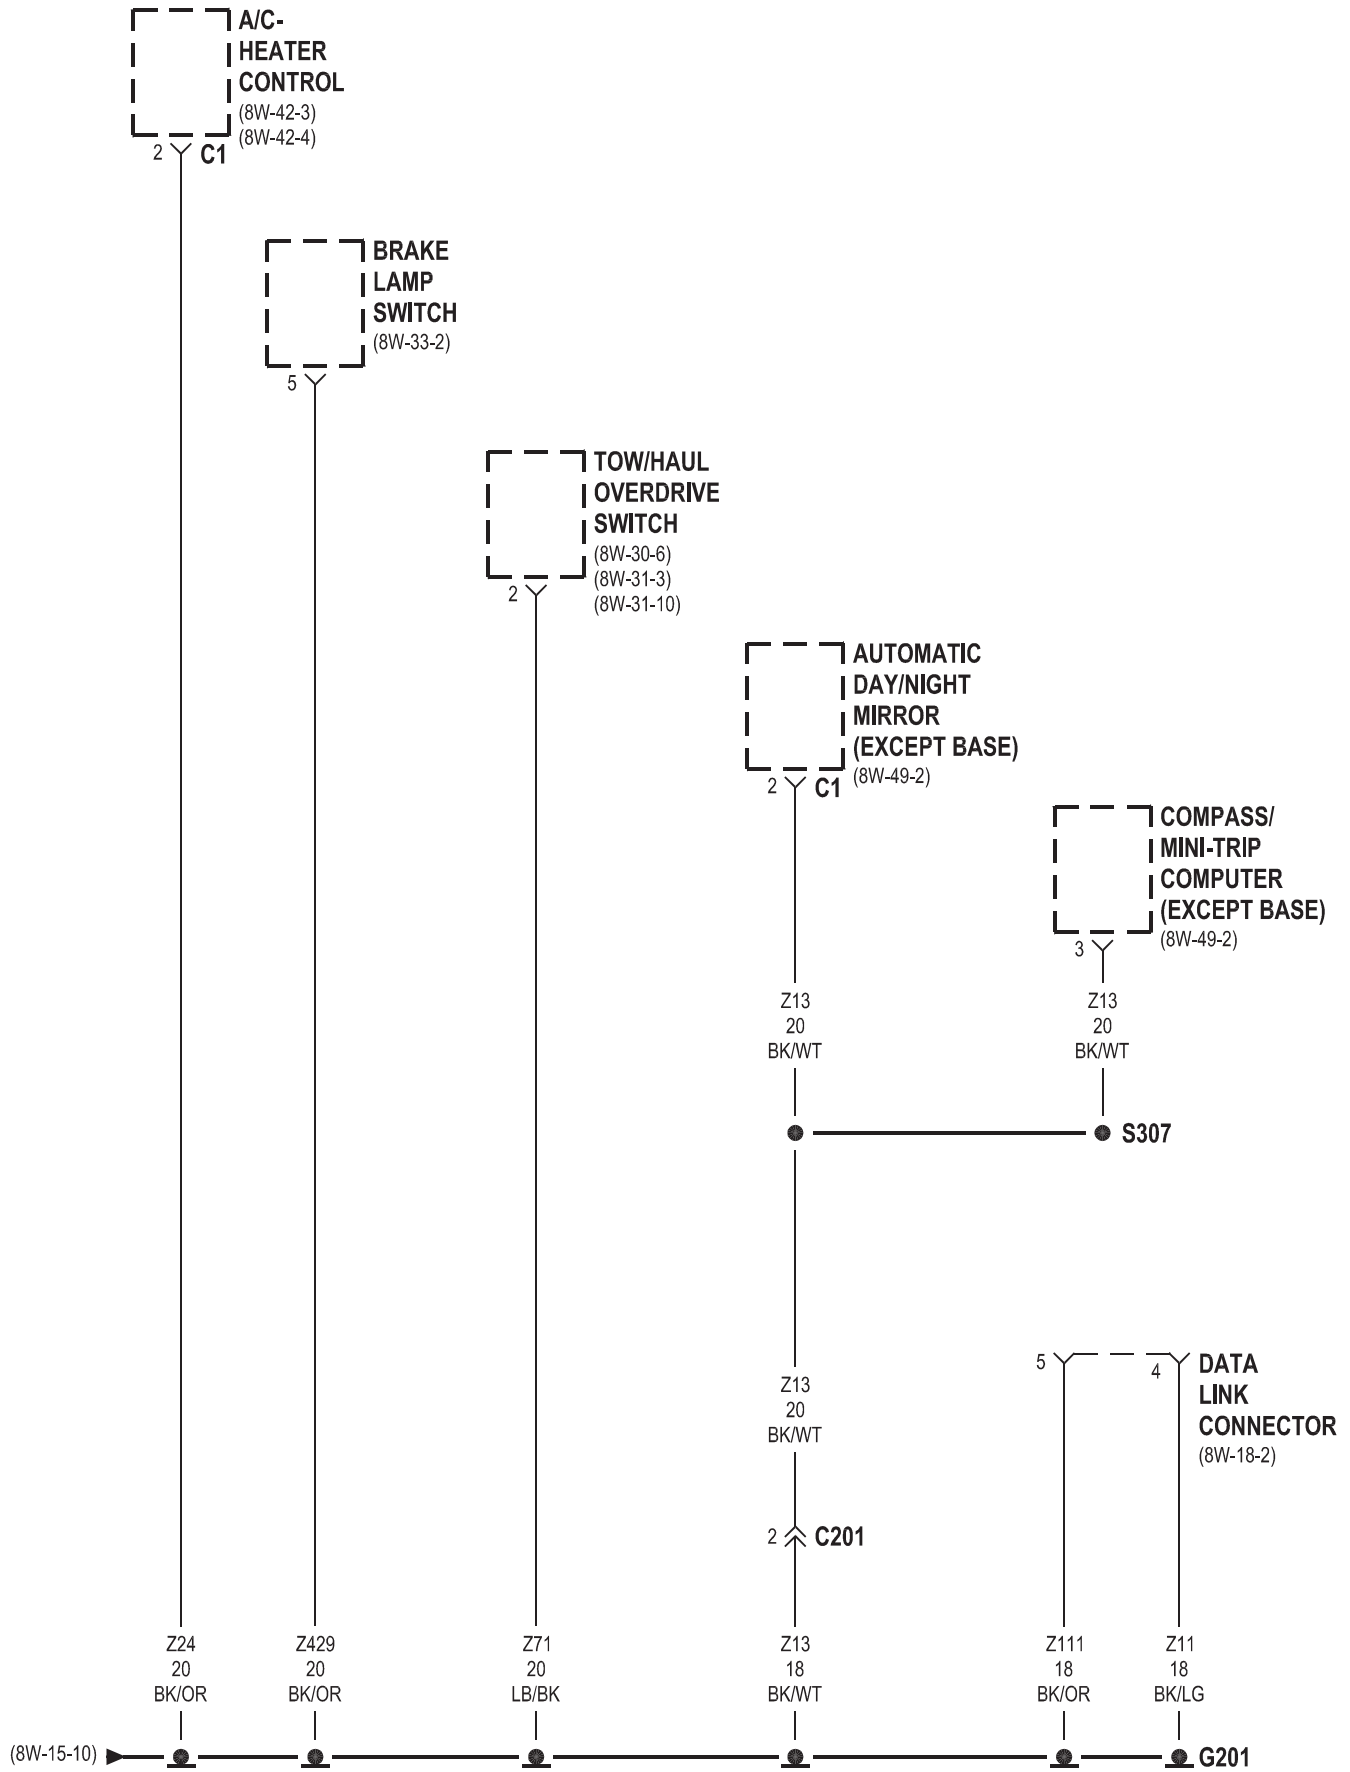 A/C-
HEATER
CONTROL
(8W-42-3)
(8W-42-4)
2 C1
BRAKE
LAMP
SWITCH
(8W-33-2)
5
TOW/HAUL
OVERDRIVE
SWITCH
(8W-30-6)
(8W-31-3)
(8W-31-10)
2
AUTOMATIC
DAY/NIGHT
MIRROR
(EXCEPT BASE)
(8W-49-2)
2 C1
COMPASS/
MINI-TRIP
COMPUTER
(EXCEPT BASE)
(8W-49-2)
3
Z13
20
BK/WT
Z13
20
BK/WT
S307
Z13
20
BK/WT
5
4
DATA
LINK
CONNECTOR
(8W-18-2)
2 C201
Z24
20
BK/OR
Z429
20
BK/OR
Z71
20
LB/BK
Z13
18
BK/WT
Z111
18
BK/OR
Z11
18
BK/LG
(8W-15-10)
G201